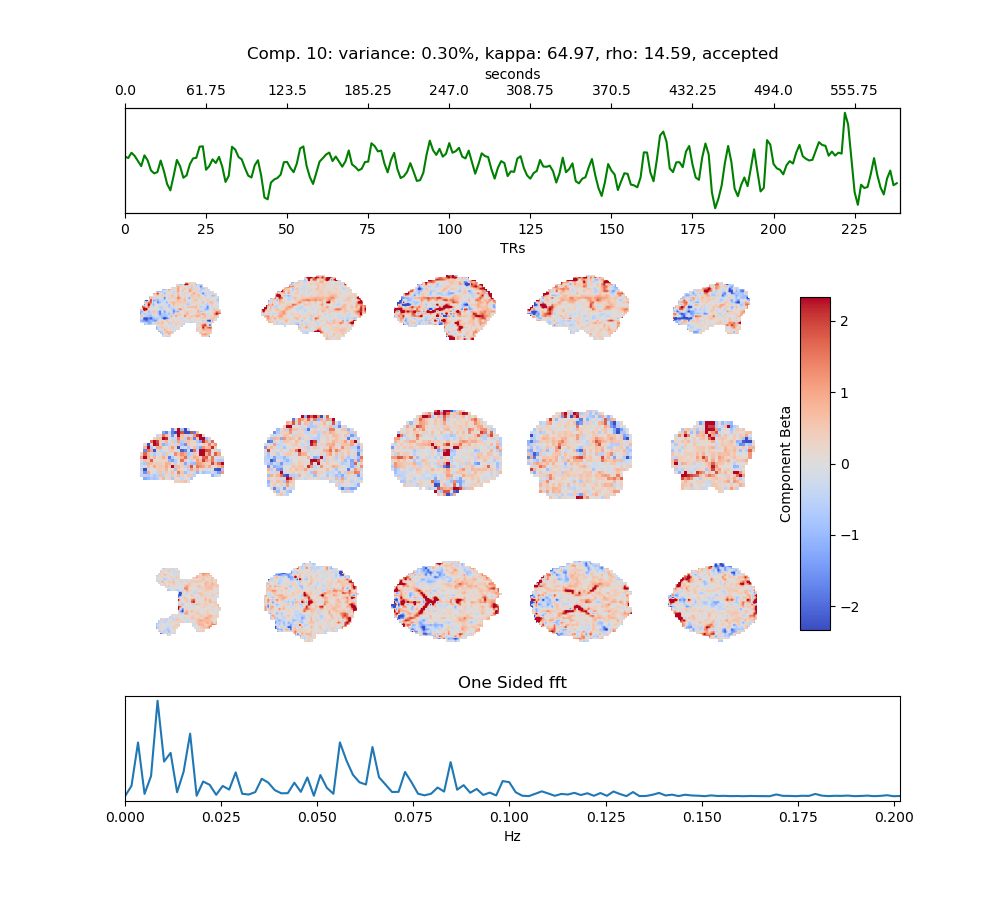 Comp. 10: variance: 0.30%, kappa: 64.97, rho: 14.59, accepted
seconds
0.0 61.75 123.5 185.25 247.0 308.75 370.5 432.25 494.0 555.75
0 25 50 75 100 125 150 175 200 225
TRs
2
1
0
−1
−2
Component Beta
One Sided fft
0.000 0.025 0.050 0.075 0.100 0.125 0.150 0.175 0.200
Hz